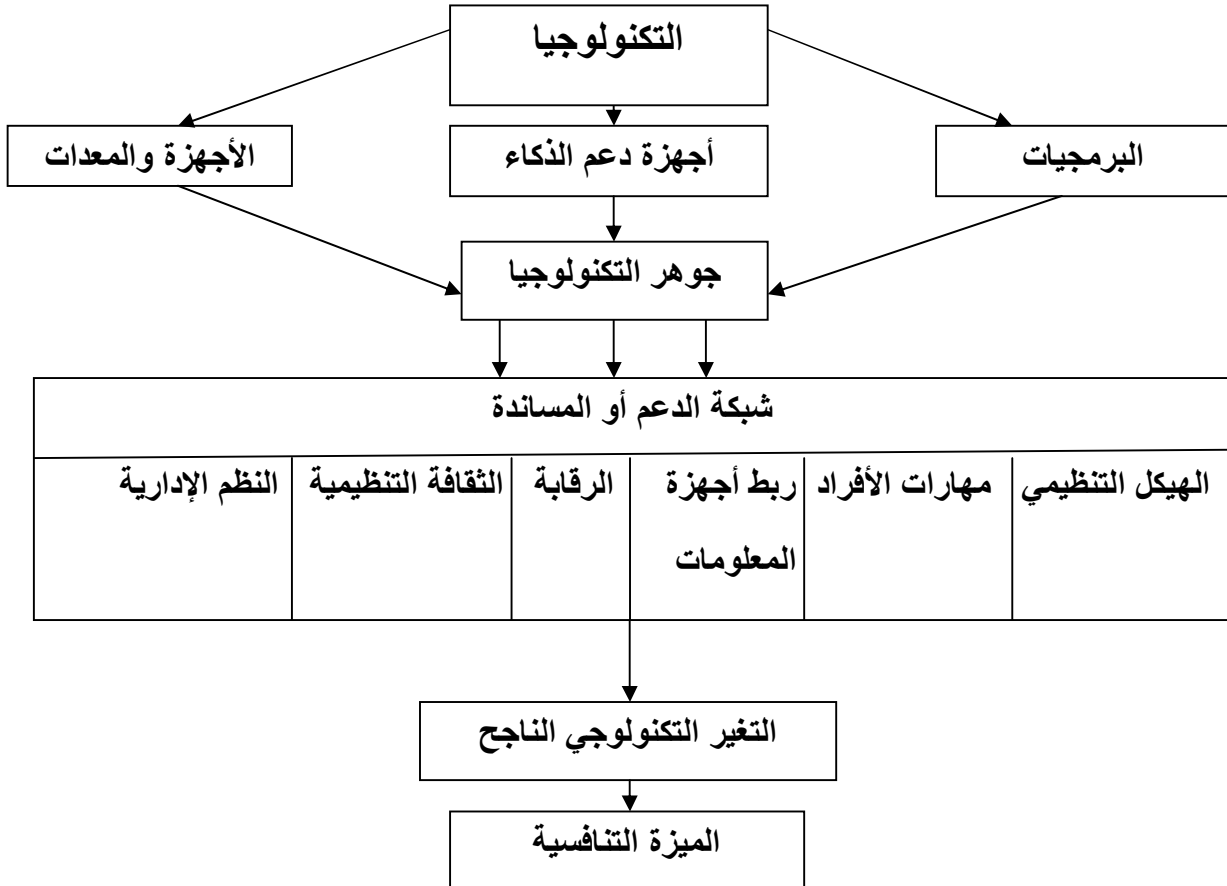 التكنولوجيا
البرمجيات
أجهزة دعم الذكاء
الأجهزة والمعدات
جوهر التكنولوجيا
شبكة الدعم أو المساندة
الهيكل التنظيمي
مهارات الأفراد
ربط أجهزة
المعلومات
الرقابة
الثقافة التنظيمية
النظم الإدارية
التغير التكنولوجي الناجح
الميزة التنافسية